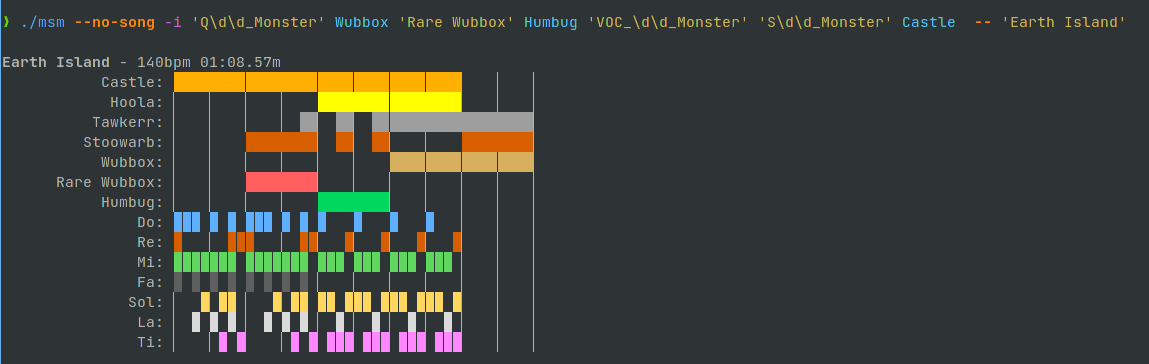 ❯ ./msm --no-song -i 'Q\d\d_Monster' Wubbox 'Rare Wubbox' Humbug 'VOC_\d\d_Monster' 'S\d\d_Monster' Castle  -- 'Earth Island'
Earth Island - 140bpm 01:08.57m
Castle:
Hoola:
Tawkerr:
Stoowarb:
Wubbox:
Rare Wubbox:
Humbug:
Do:
Re:
Mi:
Fa:
Sol:
La:
Ti: